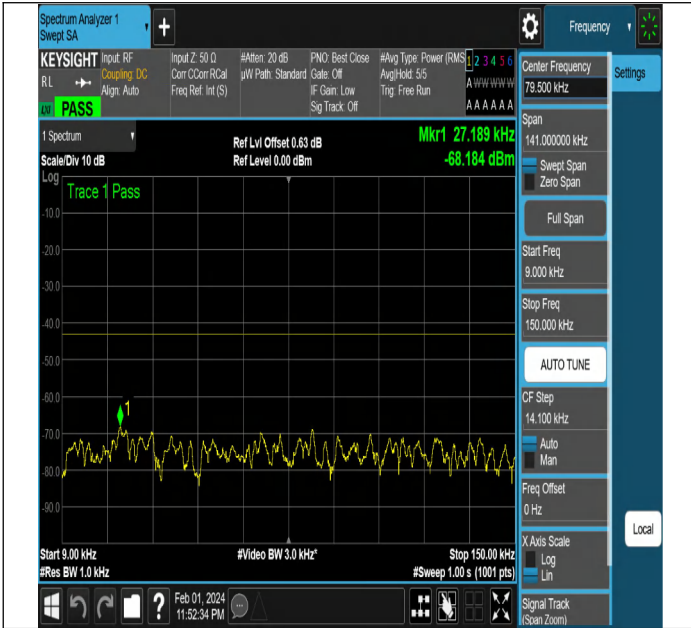 Spectrum Analyzer 1
Swept SA
+
Frequency
KEYSIGHT
RL
LXI
PASS
Input: RF
Coupling: DC
Align: Auto
Input Z: 50 Ω
Corr CCorr RCal
Freq Ref: Int (S)
#Atten: 20 dB
µW Path: Standard
PNO: Best Close
Gate: Off
IF Gain: Low
Sig Track: Off
#Avg Type: Power (RMS
Avg|Hold: 5/5
Trig: Free Run
1 2 3 4 5 6
A W W W W W
A A A A A A
Center Frequency
79.500 kHz
Settings
1 Spectrum
Scale/Div 10 dB
Ref Lvl Offset 0.63 dB
Ref Level 0.00 dBm
Mkr1 27.189 kHz
-68.184 dBm
Log
Trace 1 Pass
-10.0
-20.0
-30.0
-40.0
-50.0
-60.0
-70.0
-80.0
-90.0
1
Start 9.00 kHz
#Res BW 1.0 kHz
#Video BW 3.0 kHz*
Stop 150.00 kHz
#Sweep 1.00 s (1001 pts)
Span
141.000000 kHz
Swept Span
Zero Span
Full Span
Start Freq
9.000 kHz
Stop Freq
150.000 kHz
AUTO TUNE
CF Step
14.100 kHz
Auto
Man
Freq Offset
0 Hz
X Axis Scale
Log
Lin
Local
Signal Track
(Span Zoom)
?
Feb 01, 2024
11:52:34 PM